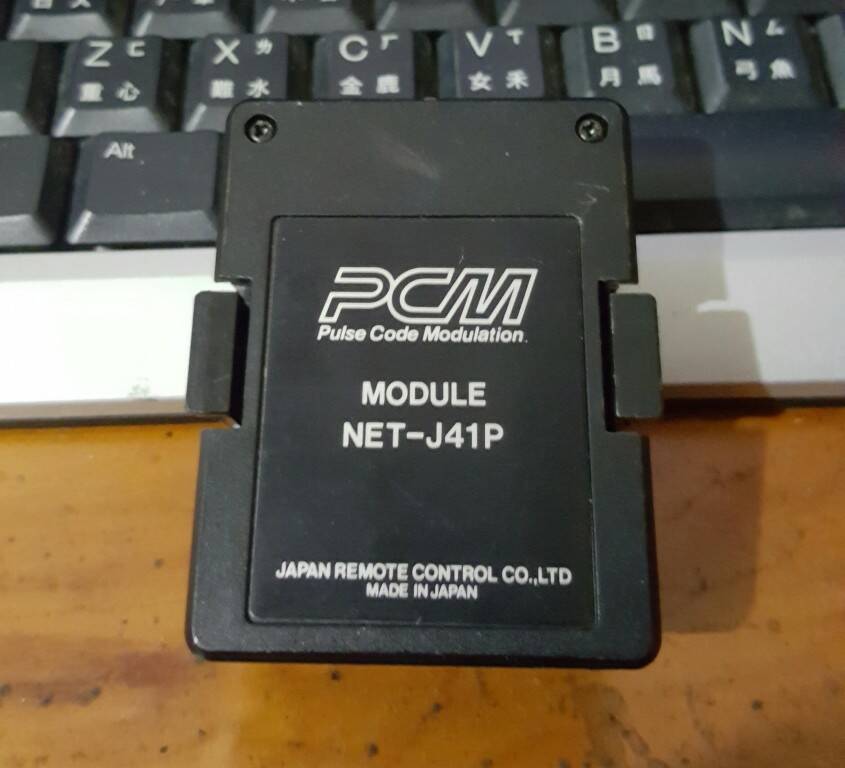 Z ㄈ X ㄌ C ㄏ V ㄒ B ㄖ N ㄙ
重 心 難 水 金 鹿 女 禾 月 馬 弓 魚
Alt
PCM
Pulse Code Modulation.
MODULE
NET-J41P
JAPAN REMOTE CONTROL CO.,LTD
MADE IN JAPAN